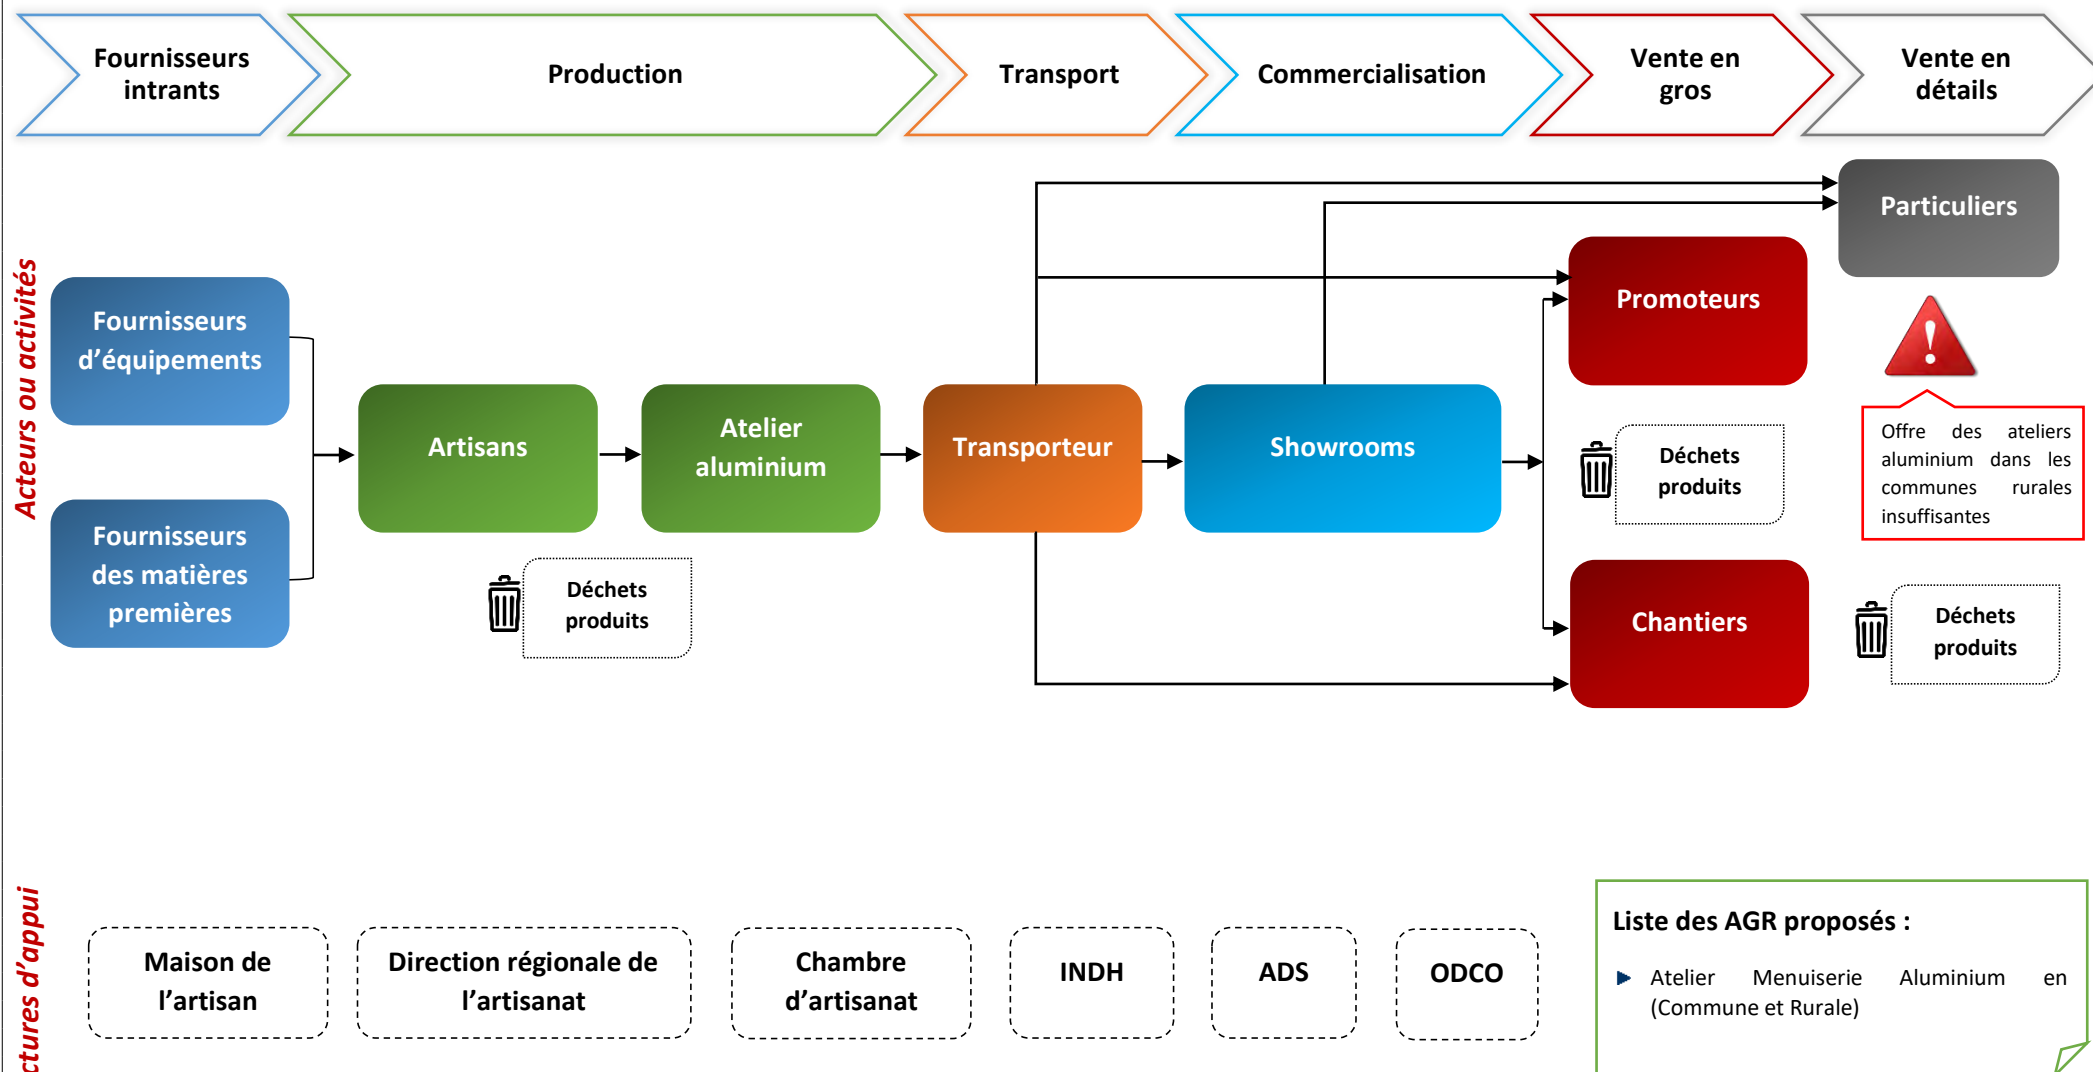 Fournisseurs
intrants
Production
Transport
Commercialisation
Vente en
gros
Vente en
détails
Acteurs ou activités
Particuliers
Promoteurs
Fournisseurs
d’équipements
Artisans
Atelier
aluminium
Transporteur
Showrooms
Offre des ateliers
aluminium dans les
communes rurales
insuffisantes
Déchets
produits
Fournisseurs
des matières
premières
Déchets
produits
Chantiers
Déchets
produits
ctures d’appui
Maison de
l’artisan
Direction régionale de
l’artisanat
Chambre
d’artisanat
INDH
ADS
ODCO
Liste des AGR proposés :
Atelier Menuiserie Aluminium en
(Commune et Rurale)